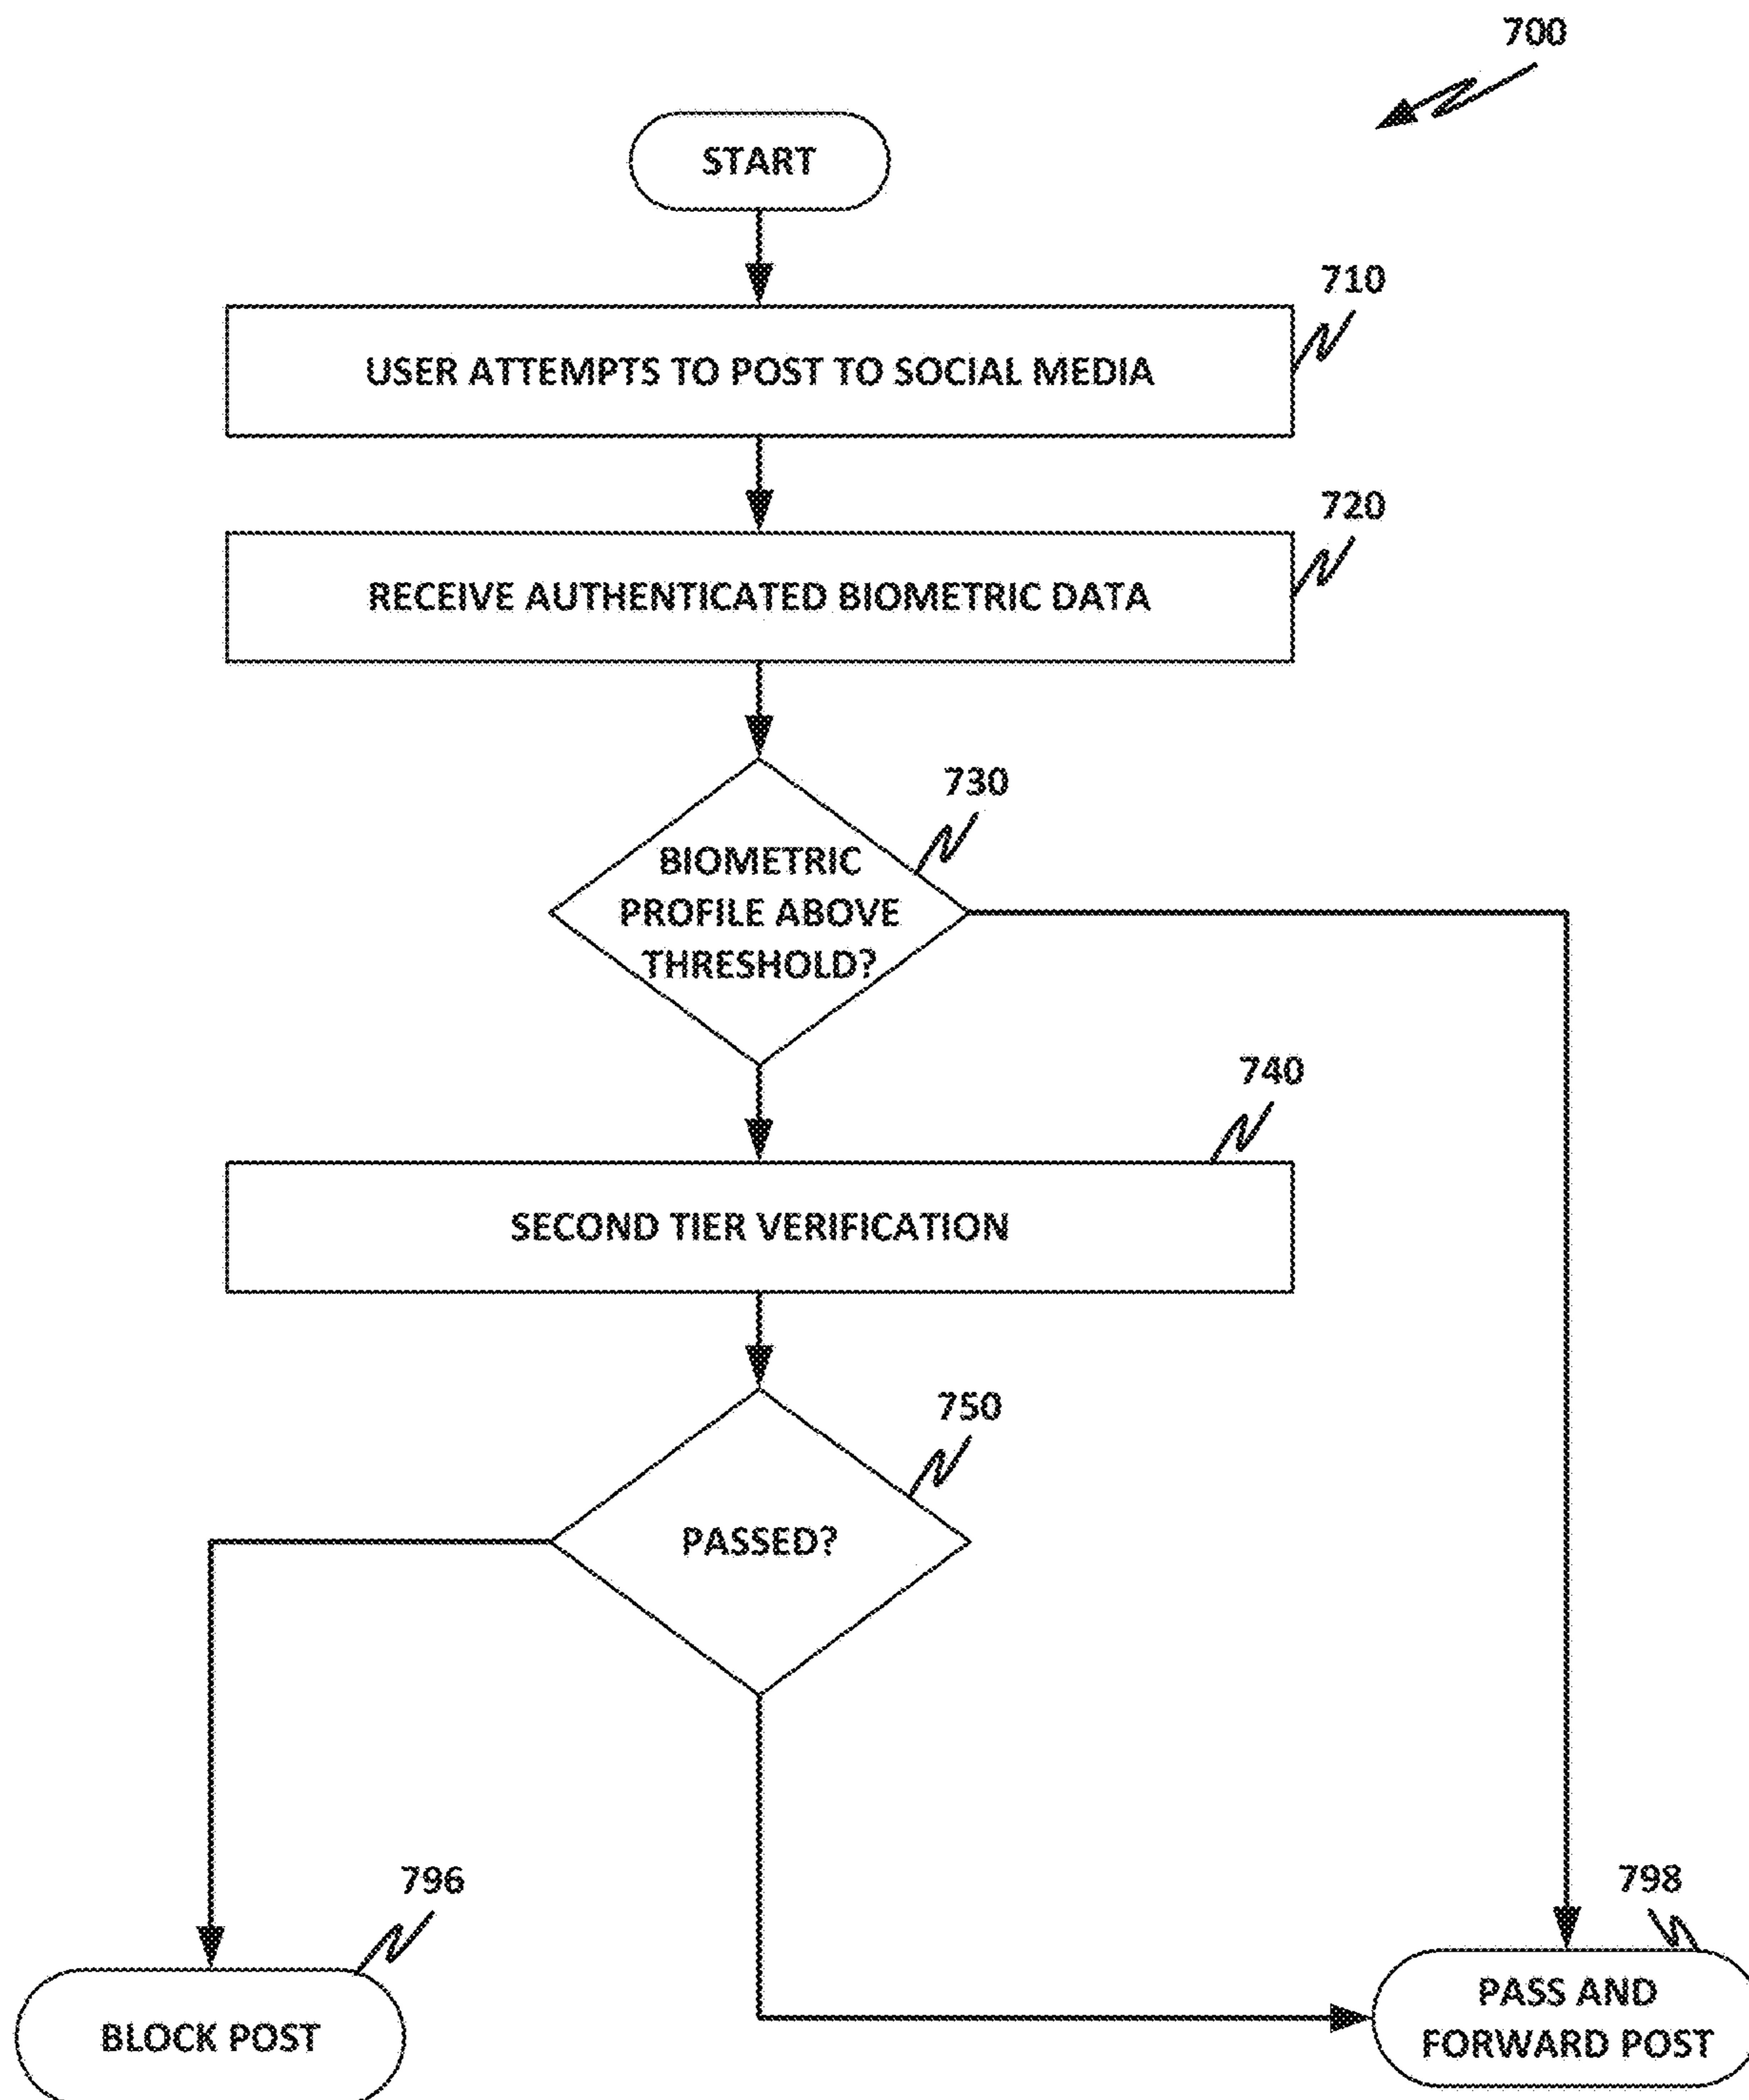 700
START
710
USER ATTEMPTS TO POST TO SOCIAL MEDIA
720
RECEIVE AUTHENTICATED BIOMETRIC DATA
730
BIOMETRIC
PROFILE ABOVE
THRESHOLD?
740
SECOND TIER VERIFICATION
750
PASSED?
796
BLOCK POST
798
PASS AND
FORWARD POST